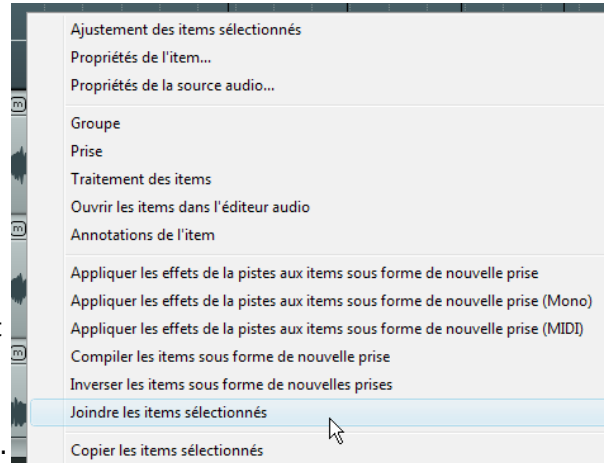 Ajustement des items sélectionnés
Propriétés de l'item...
Propriétés de la source audio...
Groupe
Prise
Traitement des items
Ouvrir les items dans l'éditeur audio
Annotations de l'item
Appliquer les effets de la pistes aux items sous forme de nouvelle prise
Appliquer les effets de la pistes aux items sous forme de nouvelle prise (Mono)
Appliquer les effets de la pistes aux items sous forme de nouvelle prise (MIDI)
Compiler les items sous forme de nouvelle prise
Inverser les items sous forme de nouvelles prises
Joindre les items sélectionnés
Copier les items sélectionnés